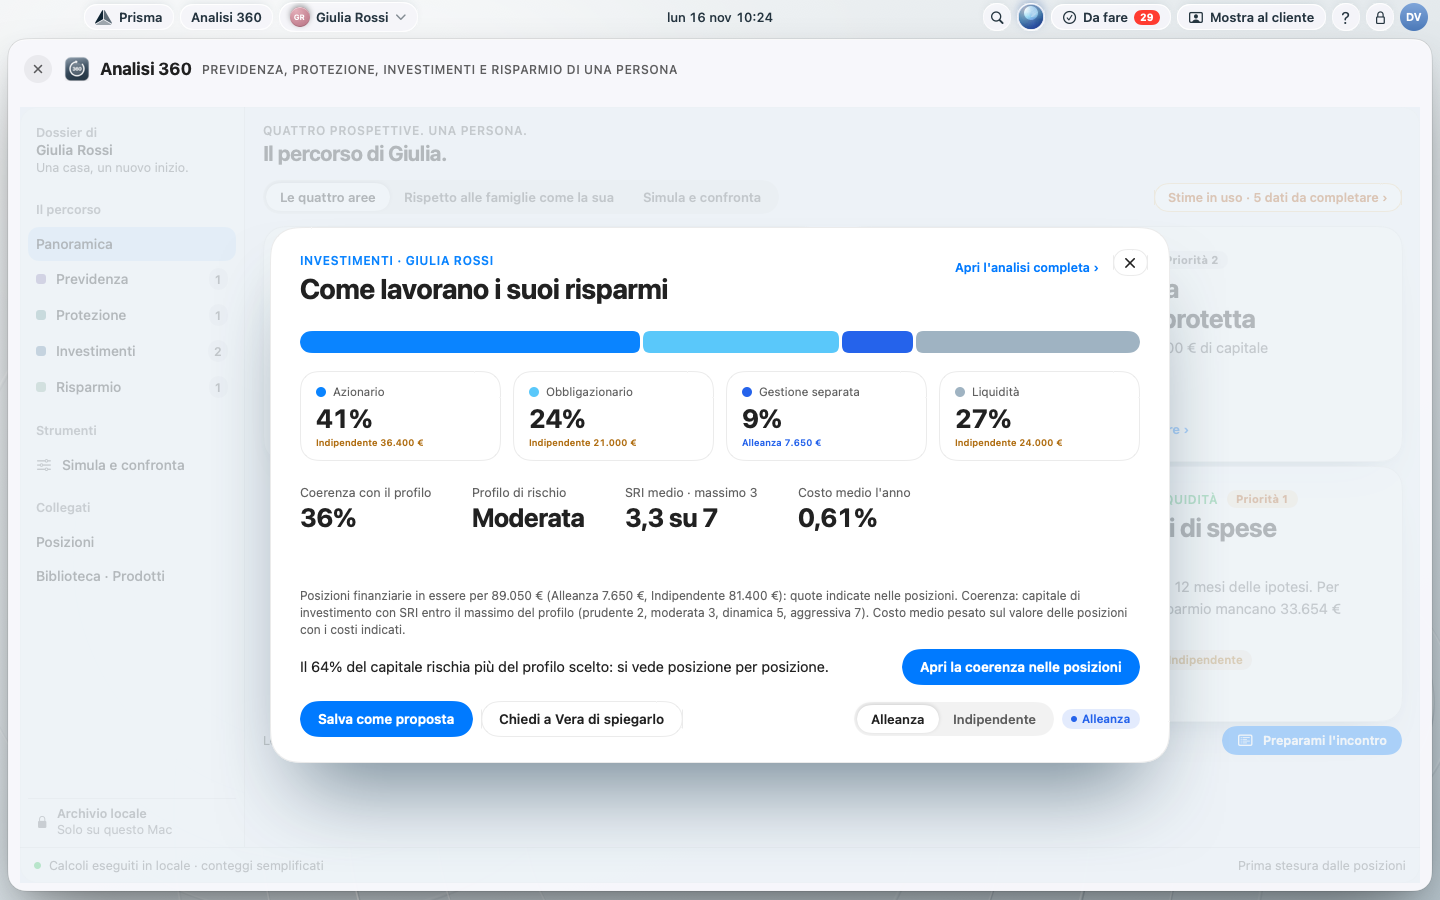 Prisma
Analisi 360
GR Giulia Rossi
lun 16 nov 10:24
Da fare 29
Mostra al cliente
?
DV
360
Analisi 360 PREVIDENZA, PROTEZIONE, INVESTIMENTI E RISPARMIO DI UNA PERSONA
Dossier di
Giulia Rossi
Una casa, un nuovo inizio.
Il percorso
Panoramica
Previdenza 1
Protezione 1
Investimenti 2
Risparmio 1
Strumenti
Simula e confronta
Collegati
Posizioni
Biblioteca · Prodotti
Archivio locale
Solo su questo Mac
QUATTRO PROSPETTIVE. UNA PERSONA.
Il percorso di Giulia.
Le quattro aree
Rispetto alle famiglie come la sua
Simula e confronta
Stime in uso · 5 dati da completare ›
Priorità 2
protetta
00 € di capitale
re ›
QUIDITÀ Priorità 1
i di spese
12 mesi delle ipotesi. Per
parmio mancano 33.654 €
Indipendente
Preparami l'incontro
INVESTIMENTI · GIULIA ROSSI
Come lavorano i suoi risparmi
Apri l'analisi completa ›
Azionario
41%
Indipendente 36.400 €
Obbligazionario
24%
Indipendente 21.000 €
Gestione separata
9%
Alleanza 7.650 €
Liquidità
27%
Indipendente 24.000 €
Coerenza con il profilo
36%
Profilo di rischio
Moderata
SRI medio · massimo 3
3,3 su 7
Costo medio l'anno
0,61%
Posizioni finanziarie in essere per 89.050 € (Alleanza 7.650 €, Indipendente 81.400 €): quote indicate nelle posizioni. Coerenza: capitale di
investimento con SRI entro il massimo del profilo (prudente 2, moderata 3, dinamica 5, aggressiva 7). Costo medio pesato sul valore delle posizioni
con i costi indicati.
Il 64% del capitale rischia più del profilo scelto: si vede posizione per posizione.
Apri la coerenza nelle posizioni
Salva come proposta
Chiedi a Vera di spiegarlo
Alleanza
Indipendente
Alleanza
Calcoli eseguiti in locale · conteggi semplificati
Prima stesura dalle posizioni